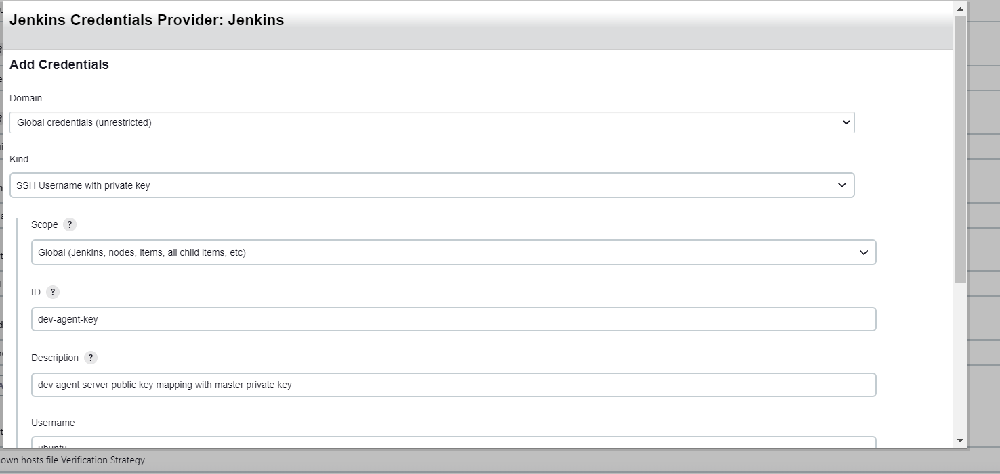 Jenkins Credentials Provider: Jenkins
Add Credentials
Domain
Global credentials (unrestricted)
Kind
SSH Username with private key
Scope ?
Global (Jenkins, nodes, items, all child items, etc)
ID ?
dev-agent-key
Description ?
dev agent server public key mapping with master private key
Username
ubuntu
own hosts file Verification Strategy